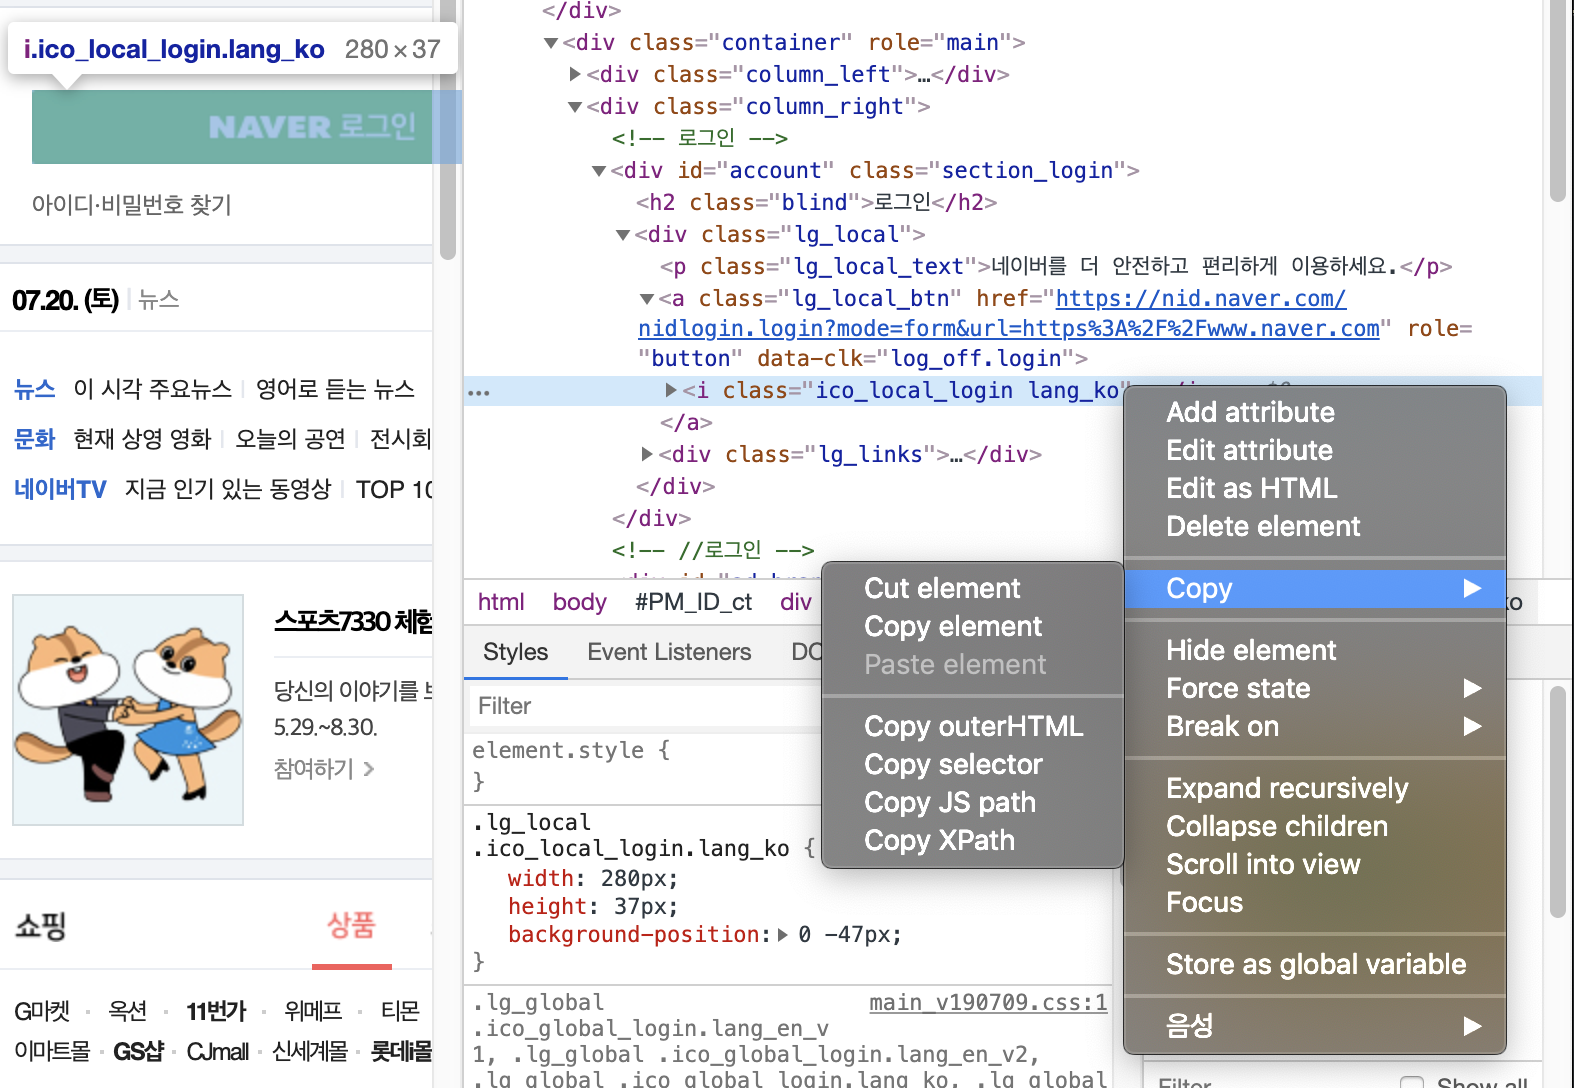 i.ico_local_login.lang_ko 280×37
NAVER 로그인
아이디·비밀번호 찾기
07.20. (토) 뉴스
뉴스 이 시각 주요뉴스 영어로 듣는 뉴스
문화 현재 상영 영화 오늘의 공연 전시회
네이버TV 지금 인기 있는 동영상 TOP
스포츠7330 체험
당신의 이야기를
5.29.~8.30.
참여하기 >
쇼핑 상품
G마켓 · 옥션 · 11번가 · 위메프 · 티몬
이마트몰 · GS샵 · CJmall · 신세계몰 · 롯데i몰
</div>
▼<div class="container" role="main">
▶<div class="column_left">…</div>
▼<div class="column_right">
<!-- 로그인 -->
▼<div id="account" class="section_login">
<h2 class="blind">로그인</h2>
▼<div class="lg_local">
<p class="lg_local_text">네이버를 더 안전하고 편리하게 이용하세요.</p>
▼<a class="lg_local_btn" href="https://nid.naver.com/
nidlogin.login?mode=form&url=https%3A%2F%2Fwww.naver.com" role=
"button" data-clk="log_off.login">
… ▶<i class="ico_local_login lang_ko"
</a>
▶<div class="lg_links">…</div>
</div>
</div>
<!-- //로그인 -->
html body #PM_ID_ct div
Styles Event Listeners
Filter
element.style {
}
.lg_local
.ico_local_login.lang_ko {
width: 280px;
height: 37px;
background-position:▶ 0 -47px;
}
.lg_global main_v190709.css:1
.ico_global_login.lang_en_v
1, .lg_global .ico_global_login.lang_en_v2,
.lg_global .ico_global_login.lang_ko, .lg_global
Cut element
Copy element
Paste element
Copy outerHTML
Copy selector
Copy JS path
Copy XPath
Add attribute
Edit attribute
Edit as HTML
Delete element
Copy ▶
Hide element
Force state ▶
Break on ▶
Expand recursively
Collapse children
Scroll into view
Focus
Store as global variable
음성 ▶
Filter Show all